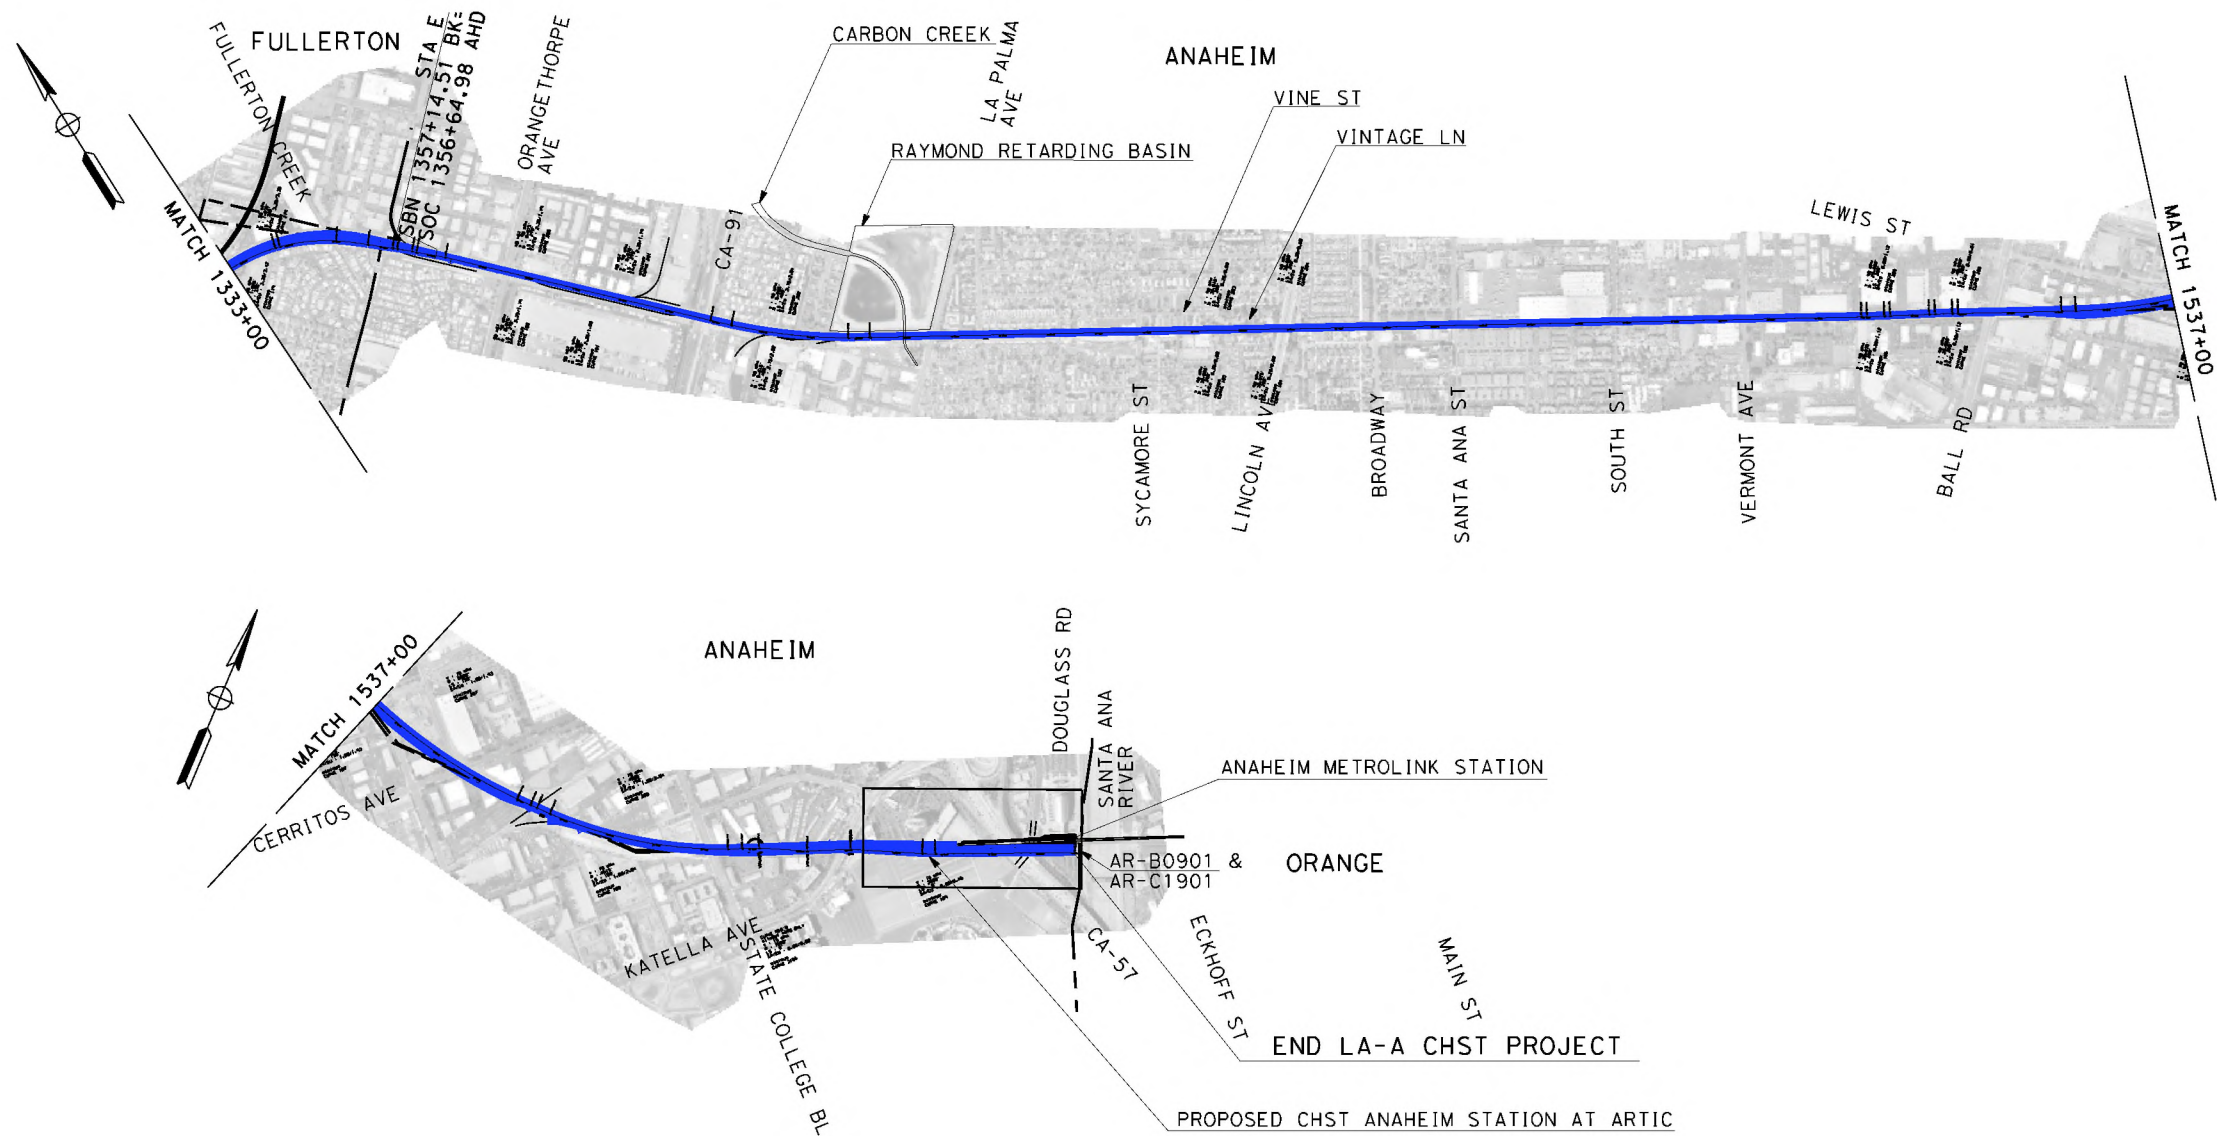 FULLERTON
FULLERTON
CREEK
SBN 1357+14.51 BK=
SOC 1356+64.98 AHD
STA E
ORANGETHORPE
AVE
CARBON CREEK
LA PALMA
AVE
ANAHEIM
RAYMOND RETARDING BASIN
VINE ST
VINTAGE LN
LEWIS ST
CA-91
MATCH 1333+00
MATCH 1537+00
SYCAMORE ST
LINCOLN AV
BROADWAY
SANTA ANA ST
SOUTH ST
VERMONT AVE
BALL RD
ANAHEIM
MATCH 1537+00
CERRITOS AVE
DOUGLASS RD
SANTA ANA
RIVER
ANAHEIM METROLINK STATION
AR-B0901 &
AR-C1901
ORANGE
KATELLA AVE
STATE COLLEGE BL
CA-57
ECKHOFF ST
MAIN ST
END LA-A CHST PROJECT
PROPOSED CHST ANAHEIM STATION AT ARTIC